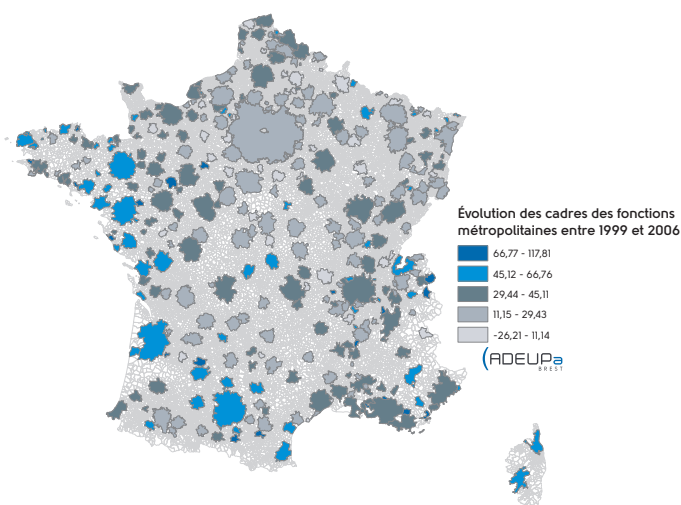 Évolution des cadres des fonctions
métropolitaines entre 1999 et 2006
66,77 - 117,81
45,12 - 66,76
29,44 - 45,11
11,15 - 29,43
-26,21 - 11,14
ADEUPa
BREST